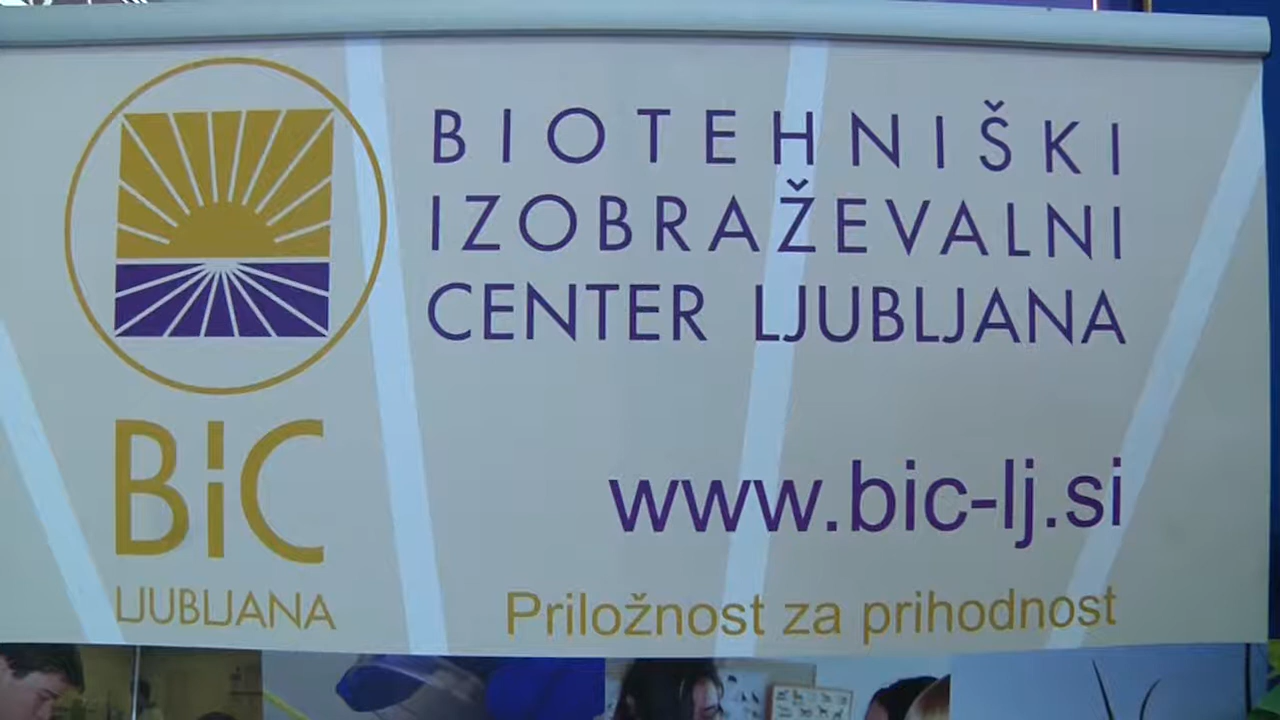 BIOTEHNIŠKI
IZOBRAŽEVALNI
CENTER LJUBLJANA
BIC
LJUBLJANA
www.bic-lj.si
Priložnost za prihodnost